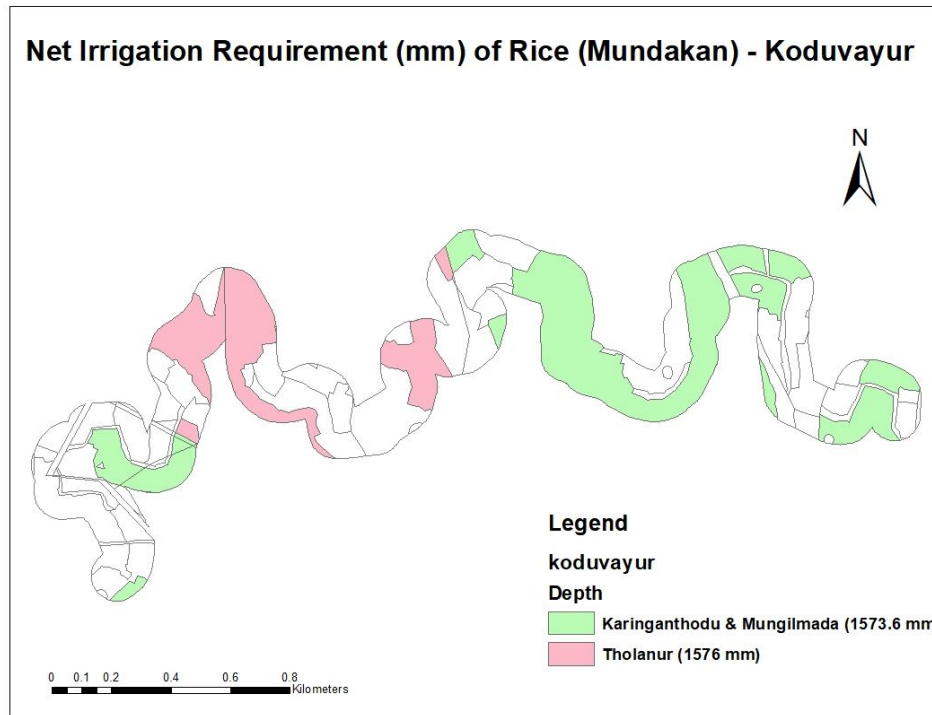 Net Irrigation Requirement (mm) of Rice (Mundakan) - Koduvayur
N
Legend
koduvayur
Depth
Karinganthodu & Mungilmada (1573.6 mm
Tholanur (1576 mm)
0 0.1 0.2 0.4 0.6 0.8
Kilometers